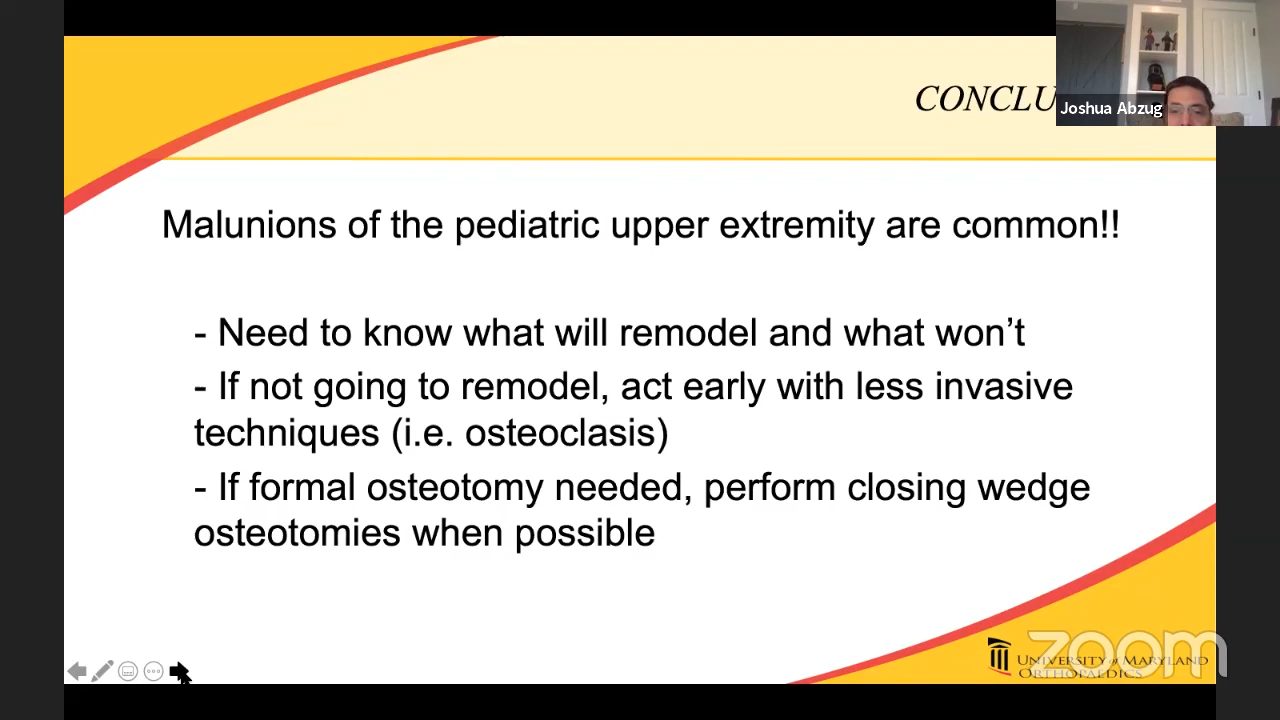 CONCLU
Joshua Abzug
Malunions of the pediatric upper extremity are common!!
- Need to know what will remodel and what won’t
- If not going to remodel, act early with less invasive
techniques (i.e. osteoclasis)
- If formal osteotomy needed, perform closing wedge
osteotomies when possible
zoom
UNIVERSITY of MARYLAND
ORTHOPAEDICS